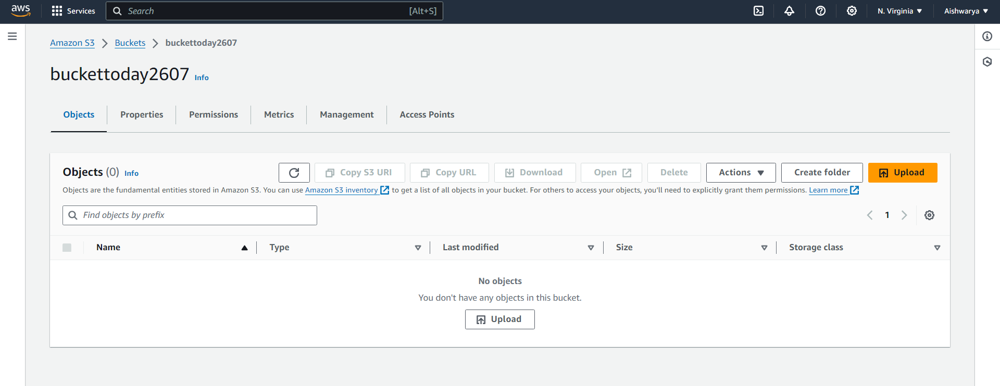 aws Services Search [Alt+S] N. Virginia Aishwarya
Amazon S3 Buckets buckettoday2607
buckettoday2607 Info
Objects Properties Permissions Metrics Management Access Points
Objects (0) Info Copy S3 URI Copy URL Download Open Delete Actions Create folder Upload
Objects are the fundamental entities stored in Amazon S3. You can use Amazon S3 inventory to get a list of all objects in your bucket. For others to access your objects, you'll need to explicitly grant them permissions. Learn more
Find objects by prefix 1
Name Type Last modified Size Storage class
No objects
You don't have any objects in this bucket.
Upload